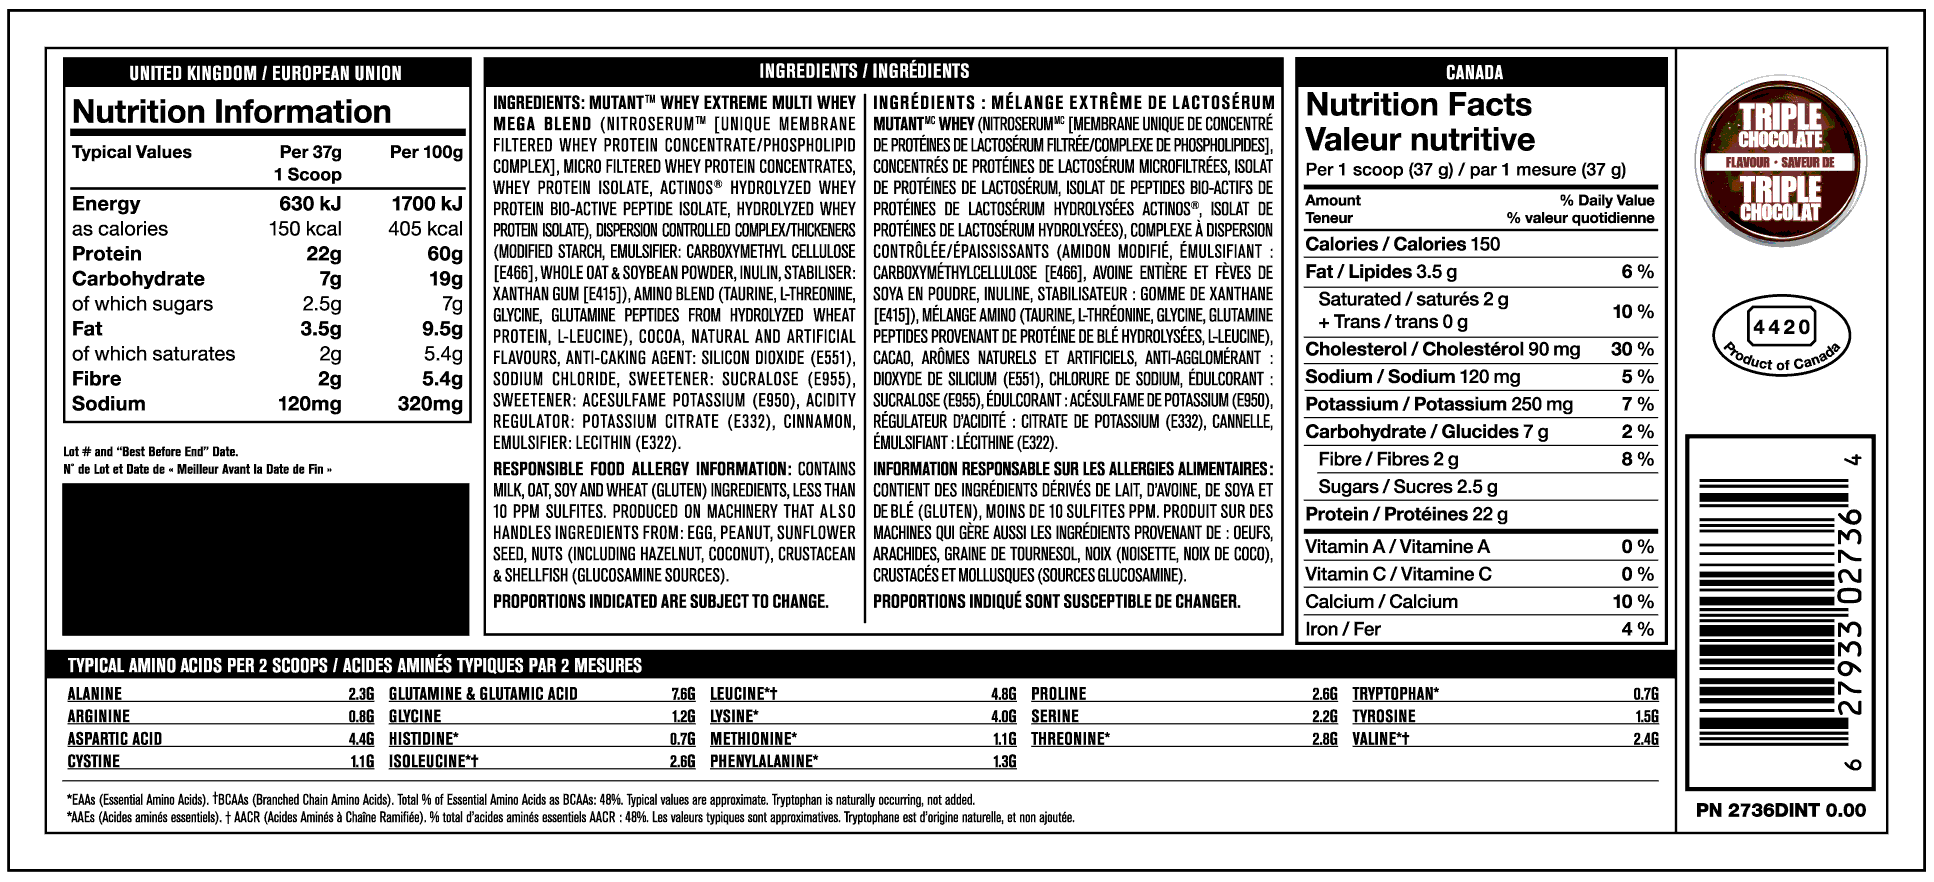 UNITED KINGDOM / EUROPEAN UNION
Nutrition Information
Typical Values Per 37g Per 100g
1 Scoop
Energy 630 kJ 1700 kJ
as calories 150 kcal 405 kcal
Protein 22g 60g
Carbohydrate 7g 19g
of which sugars 2.5g 7g
Fat 3.5g 9.5g
of which saturates 2g 5.4g
Fibre 2g 5.4g
Sodium 120mg 320mg
Lot # and “Best Before End” Date.
N° de Lot et Date de « Meilleur Avant la Date de Fin »
INGREDIENTS / INGRÉDIENTS
INGREDIENTS: MUTANT™ WHEY EXTREME MULTI WHEY
MEGA BLEND (NITROSERUM™ [UNIQUE MEMBRANE
FILTERED WHEY PROTEIN CONCENTRATE/PHOSPHOLIPID
COMPLEX], MICRO FILTERED WHEY PROTEIN CONCENTRATES,
WHEY PROTEIN ISOLATE, ACTINOS® HYDROLYZED WHEY
PROTEIN BIO-ACTIVE PEPTIDE ISOLATE, HYDROLYZED WHEY
PROTEIN ISOLATE), DISPERSION CONTROLLED COMPLEX/THICKENERS
(MODIFIED STARCH, EMULSIFIER: CARBOXYMETHYL CELLULOSE
[E466], WHOLE OAT & SOYBEAN POWDER, INULIN, STABILISER:
XANTHAN GUM [E415]), AMINO BLEND (TAURINE, L-THREONINE,
GLYCINE, GLUTAMINE PEPTIDES FROM HYDROLYZED WHEAT
PROTEIN, L-LEUCINE), COCOA, NATURAL AND ARTIFICIAL
FLAVOURS, ANTI-CAKING AGENT: SILICON DIOXIDE (E551),
SODIUM CHLORIDE, SWEETENER: SUCRALOSE (E955),
SWEETENER: ACESULFAME POTASSIUM (E950), ACIDITY
REGULATOR: POTASSIUM CITRATE (E332), CINNAMON,
EMULSIFIER: LECITHIN (E322).
RESPONSIBLE FOOD ALLERGY INFORMATION: CONTAINS
MILK, OAT, SOY AND WHEAT (GLUTEN) INGREDIENTS, LESS THAN
10 PPM SULFITES. PRODUCED ON MACHINERY THAT ALSO
HANDLES INGREDIENTS FROM: EGG, PEANUT, SUNFLOWER
SEED, NUTS (INCLUDING HAZELNUT, COCONUT), CRUSTACEAN
& SHELLFISH (GLUCOSAMINE SOURCES).
PROPORTIONS INDICATED ARE SUBJECT TO CHANGE.
INGRÉDIENTS : MÉLANGE EXTRÊME DE LACTOSÉRUM
MUTANT MC WHEY (NITROSERUM MC [MEMBRANE UNIQUE DE CONCENTRÉ
DE PROTÉINES DE LACTOSÉRUM FILTRÉE/COMPLEXE DE PHOSPHOLIPIDES],
CONCENTRÉS DE PROTÉINES DE LACTOSÉRUM MICROFILTRÉES, ISOLAT
DE PROTÉINES DE LACTOSÉRUM, ISOLAT DE PEPTIDES BIO-ACTIFS DE
PROTÉINES DE LACTOSÉRUM HYDROLYSÉES ACTINOS®, ISOLAT DE
PROTÉINES DE LACTOSÉRUM HYDROLYSÉES), COMPLEXE À DISPERSION
CONTRÔLÉE/ÉPAISSISSANTS (AMIDON MODIFIÉ, ÉMULSIFIANT :
CARBOXYMÉTHYLCELLULOSE [E466], AVOINE ENTIÈRE ET FÈVES DE
SOYA EN POUDRE, INULINE, STABILISATEUR : GOMME DE XANTHANE
[E415]), MÉLANGE AMINO (TAURINE, L-THRÉONINE, GLYCINE, GLUTAMINE
PEPTIDES PROVENANT DE PROTÉINE DE BLÉ HYDROLYSÉES, L-LEUCINE),
CACAO, ARÔMES NATURELS ET ARTIFICIELS, ANTI-AGGLOMÉRANT :
DIOXYDE DE SILICIUM (E551), CHLORURE DE SODIUM, ÉDULCORANT :
SUCRALOSE (E955), ÉDULCORANT : ACÉSULFAME DE POTASSIUM (E950),
RÉGULATEUR D'ACIDITÉ : CITRATE DE POTASSIUM (E332), CANNELLE,
ÉMULSIFIANT : LÉCITHINE (E322).
INFORMATION RESPONSABLE SUR LES ALLERGIES ALIMENTAIRES :
CONTIENT DES INGRÉDIENTS DÉRIVÉS DE LAIT, D'AVOINE, DE SOYA ET
DE BLÉ (GLUTEN), MOINS DE 10 SULFITES PPM. PRODUIT SUR DES
MACHINES QUI GÈRE AUSSI LES INGRÉDIENTS PROVENANT DE : OEUFS,
ARACHIDES, GRAINE DE TOURNESOL, NOIX (NOISETTE, NOIX DE COCO),
CRUSTACÉS ET MOLLUSQUES (SOURCES GLUCOSAMINE).
PROPORTIONS INDIQUÉ SONT SUSCEPTIBLE DE CHANGER.
CANADA
Nutrition Facts
Valeur nutritive
Per 1 scoop (37 g) / par 1 mesure (37 g)
Amount % Daily Value
Teneur % valeur quotidienne
Calories / Calories 150
Fat / Lipides 3.5 g 6 %
Saturated / saturés 2 g
+ Trans / trans 0 g 10 %
Cholesterol / Cholestérol 90 mg 30 %
Sodium / Sodium 120 mg 5 %
Potassium / Potassium 250 mg 7 %
Carbohydrate / Glucides 7 g 2 %
Fibre / Fibres 2 g 8 %
Sugars / Sucres 2.5 g
Protein / Protéines 22 g
Vitamin A / Vitamine A 0 %
Vitamin C / Vitamine C 0 %
Calcium / Calcium 10 %
Iron / Fer 4 %
TRIPLE
CHOCOLATE
FLAVOUR • SAVEUR DE
TRIPLE
CHOCOLAT
4420
Product of Canada
6 27933 02736 4
PN 2736DINT 0.00
TYPICAL AMINO ACIDS PER 2 SCOOPS / ACIDES AMINÉS TYPIQUES PAR 2 MESURES
ALANINE 2.3G GLUTAMINE & GLUTAMIC ACID 7.6G LEUCINE*† 4.8G PROLINE 2.6G TRYPTOPHAN* 0.7G
ARGININE 0.8G GLYCINE 1.2G LYSINE* 4.0G SERINE 2.2G TYROSINE 1.5G
ASPARTIC ACID 4.4G HISTIDINE* 0.7G METHIONINE* 1.1G THREONINE* 2.8G VALINE*† 2.4G
CYSTINE 1.1G ISOLEUCINE*† 2.6G PHENYLALANINE* 1.3G
*EAAs (Essential Amino Acids). †BCAAs (Branched Chain Amino Acids). Total % of Essential Amino Acids as BCAAs: 48%. Typical values are approximate. Tryptophan is naturally occurring, not added.
*AAEs (Acides aminés essentiels). † AACR (Acides Aminés à Chaîne Ramifiée). % total d'acides aminés essentiels AACR : 48%. Les valeurs typiques sont approximatives. Tryptophane est d'origine naturelle, et non ajoutée.